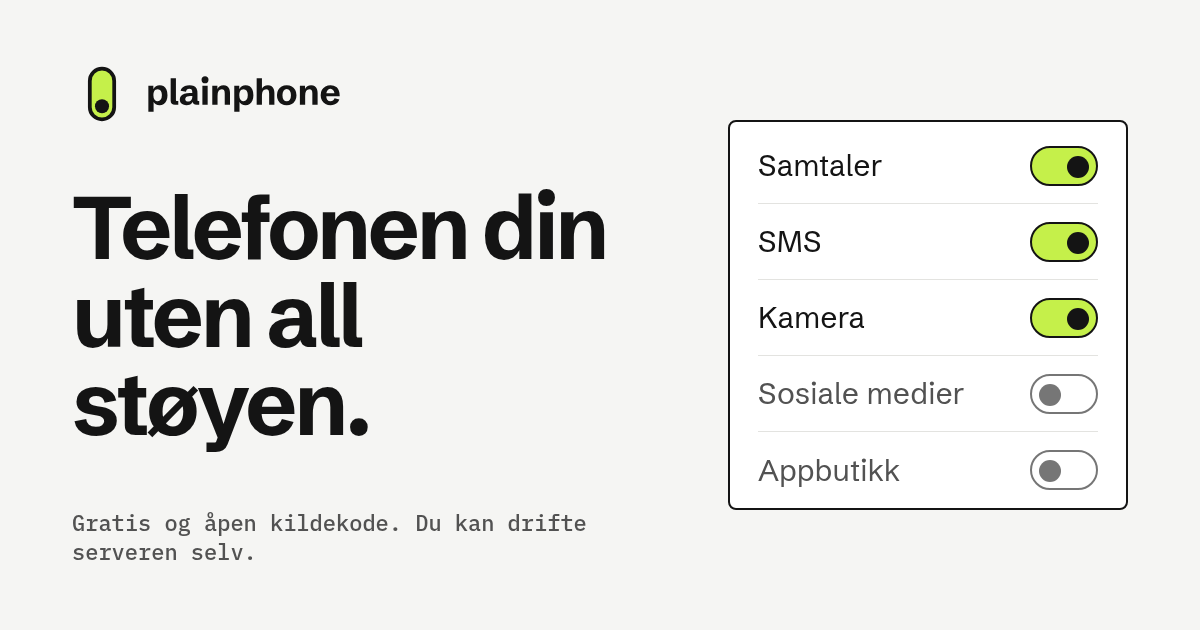 plainphone
Telefonen din
uten all
støyen.
Gratis og åpen kildekode. Du kan drifte
serveren selv.
Samtaler
SMS
Kamera
Sosiale medier
Appbutikk